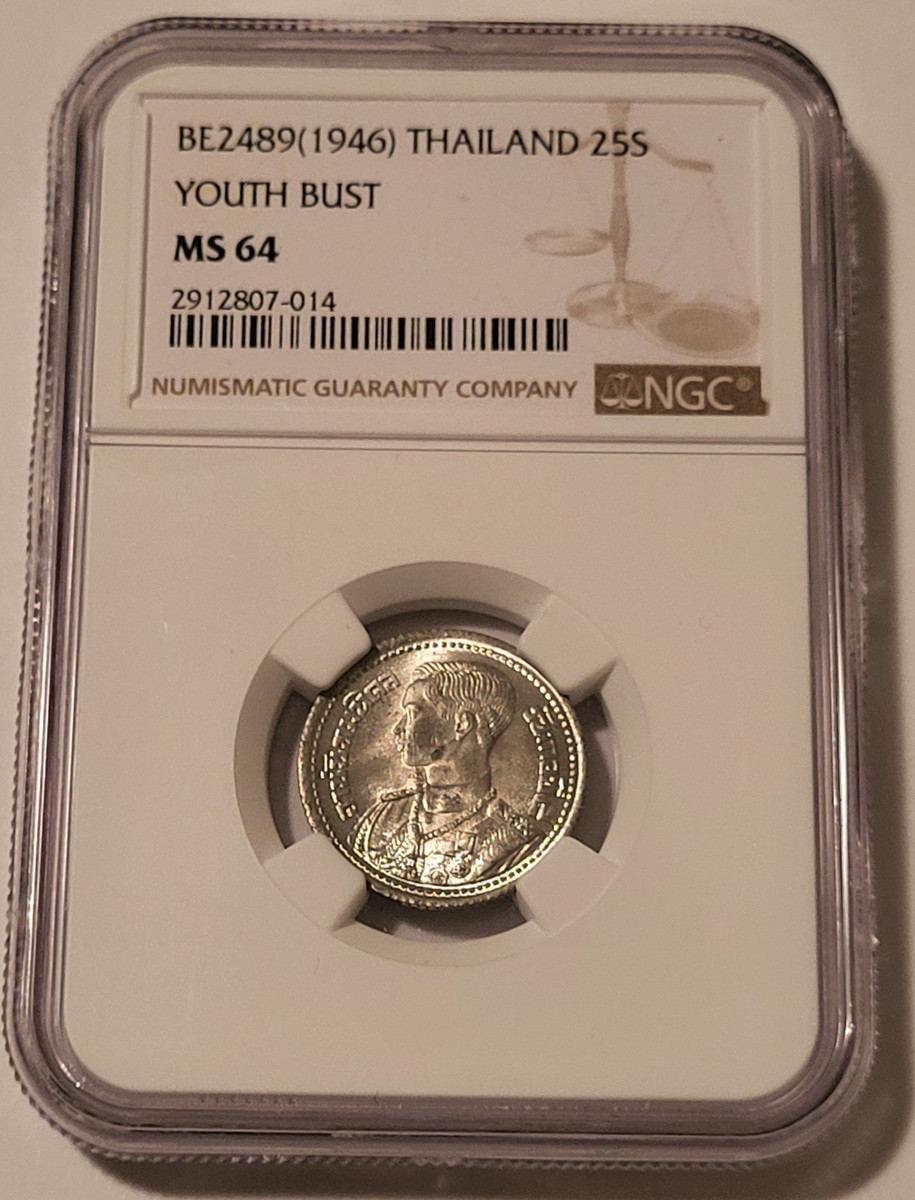 BE2489(1946) THAILAND 25S
YOUTH BUST
MS 64
2912807-014
NUMISMATIC GUARANTY COMPANY
NGC®